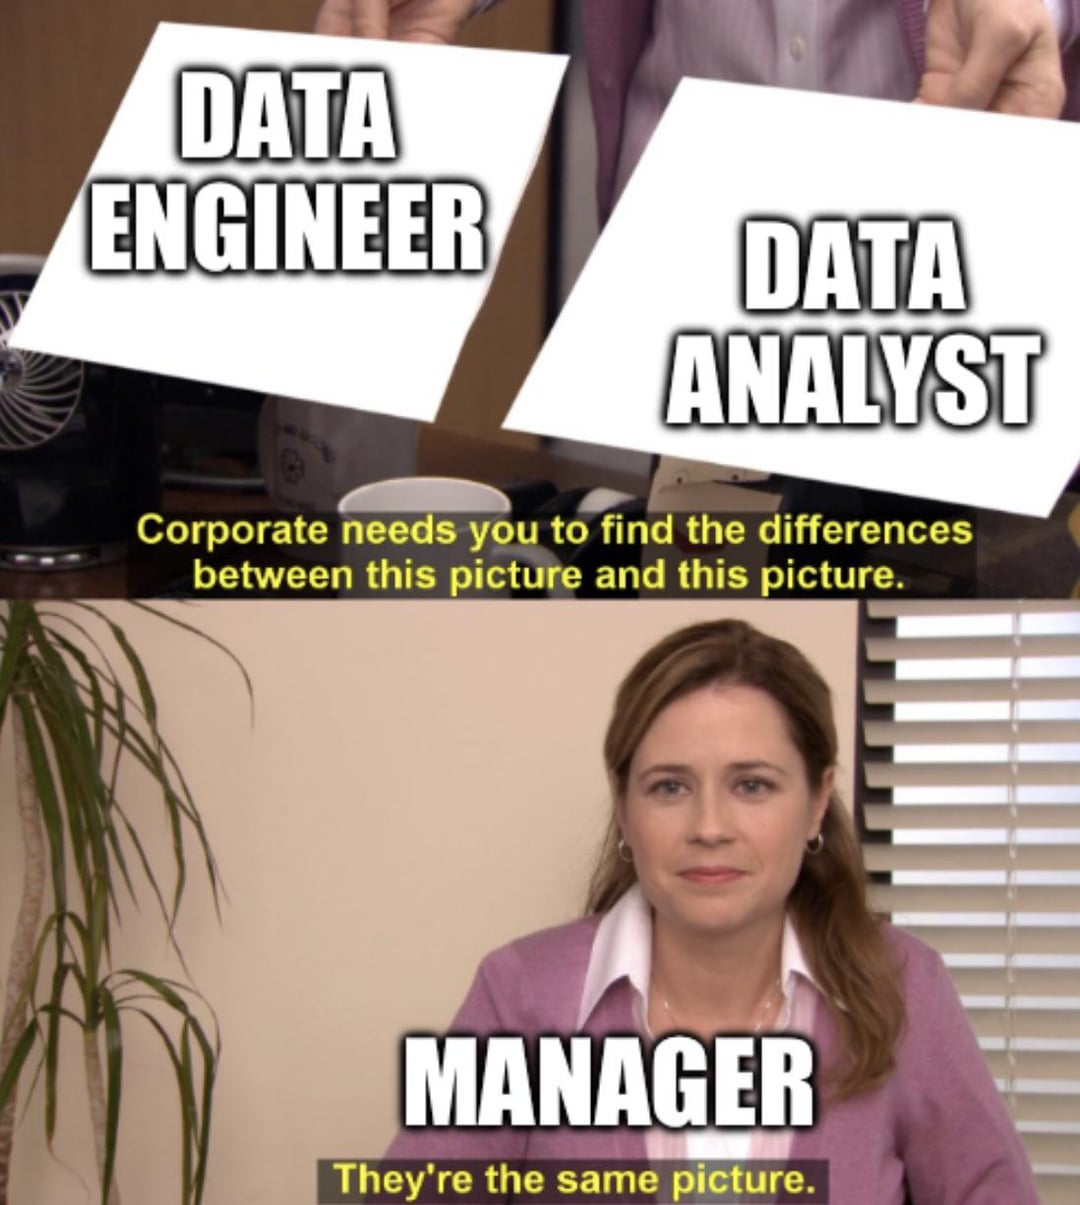 DATA
ENGINEER
DATA
ANALYST
Corporate needs you to find the differences
between this picture and this picture.
MANAGER
They're the same picture.